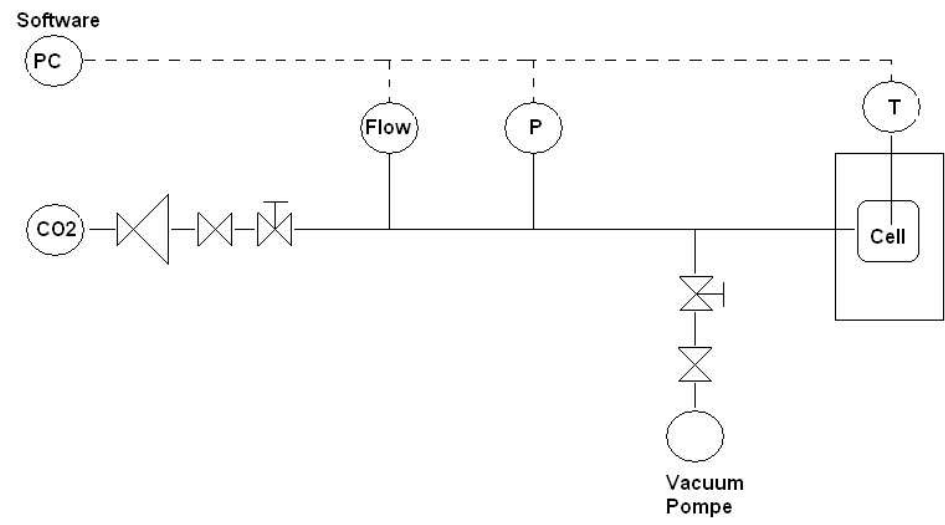 Software
PC
Flow
P
T
CO2
Cell
Vacuum
Pompe